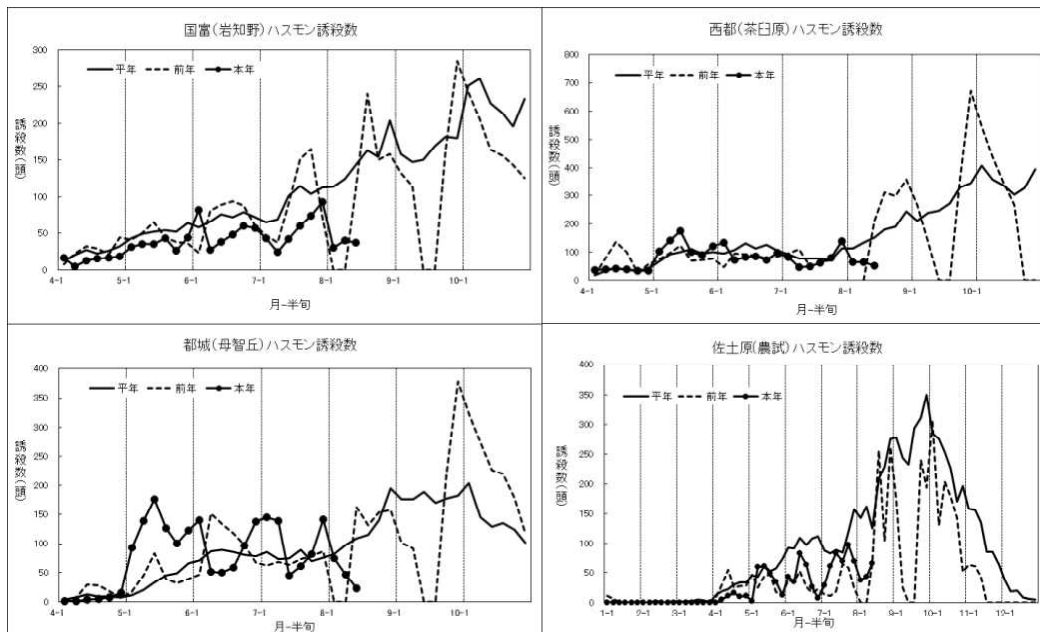 国富(岩知野)ハスモン誘殺数
平年 前年 本年
誘殺数(頭)
300
250
200
150
100
50
0
4-1 5-1 6-1 7-1 8-1 9-1 10-1
月-半旬
西都(茶臼原)ハスモン誘殺数
平年 前年 本年
誘殺数(頭)
800
700
600
500
400
300
200
100
0
4-1 5-1 6-1 7-1 8-1 9-1 10-1
月-半旬
都城(母智丘)ハスモン誘殺数
平年 前年 本年
誘殺数(頭)
400
350
300
250
200
150
100
50
0
4-1 5-1 6-1 7-1 8-1 9-1 10-1
月-半旬
佐土原(農試)ハスモン誘殺数
平年 前年 本年
誘殺数(頭)
400
350
300
250
200
150
100
50
0
1-1 2-1 3-1 4-1 5-1 6-1 7-1 8-1 9-1 10-1 11-1 12-1
月-半旬